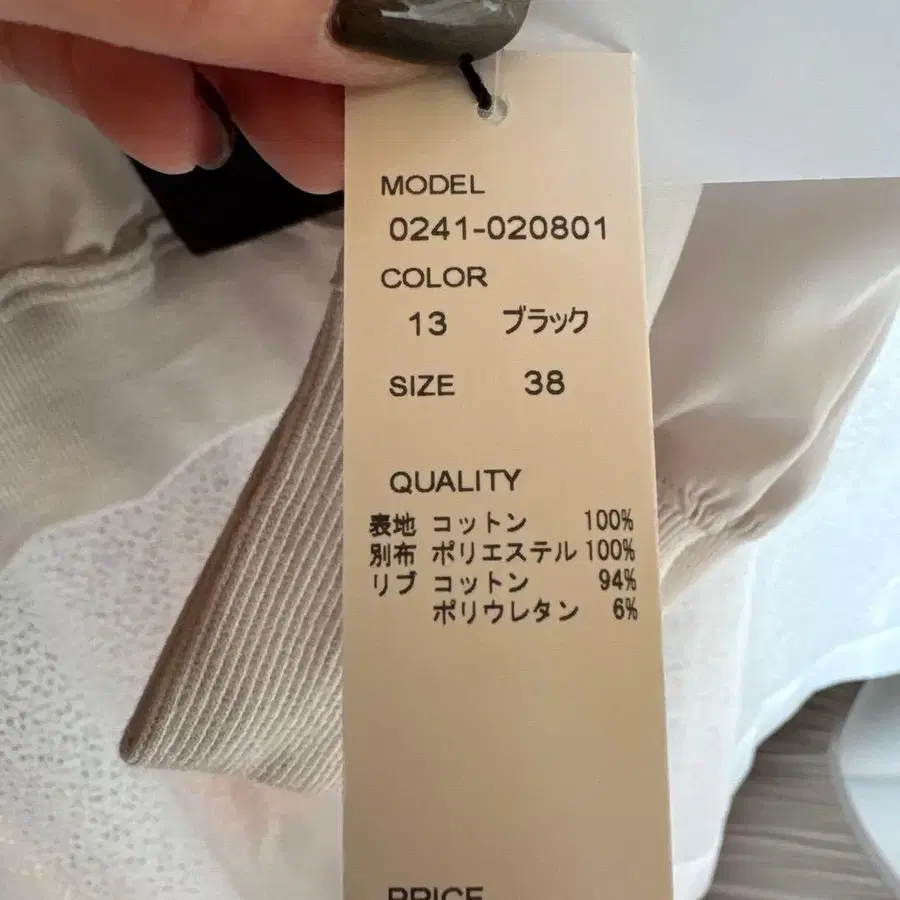 MODEL
0241-020801
COLOR
13 ブラック
SIZE 38
QUALITY
表地 コットン 100%
別布 ポリエステル 100%
リブ コットン 94%
ポリウレタン 6%
PRICE